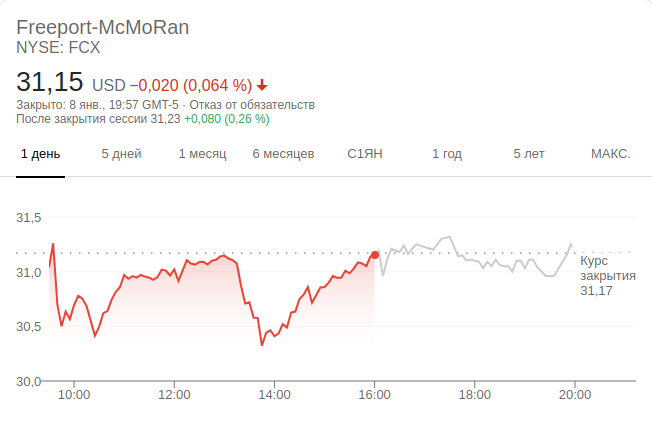 Freeport-McMoRan
NYSE: FCX
31,15 USD −0,020 (0,064 %)
Закрыто: 8 янв., 19:57 GMT-5 · Отказ от обязательств
После закрытия сессии 31,23 +0,080 (0,26 %)
1 день 5 дней 1 месяц 6 месяцев С1ЯН 1 год 5 лет МАКС.
31,5
31,0
30,5
30,0
Курс
закрытия
31,17
10:00 12:00 14:00 16:00 18:00 20:00